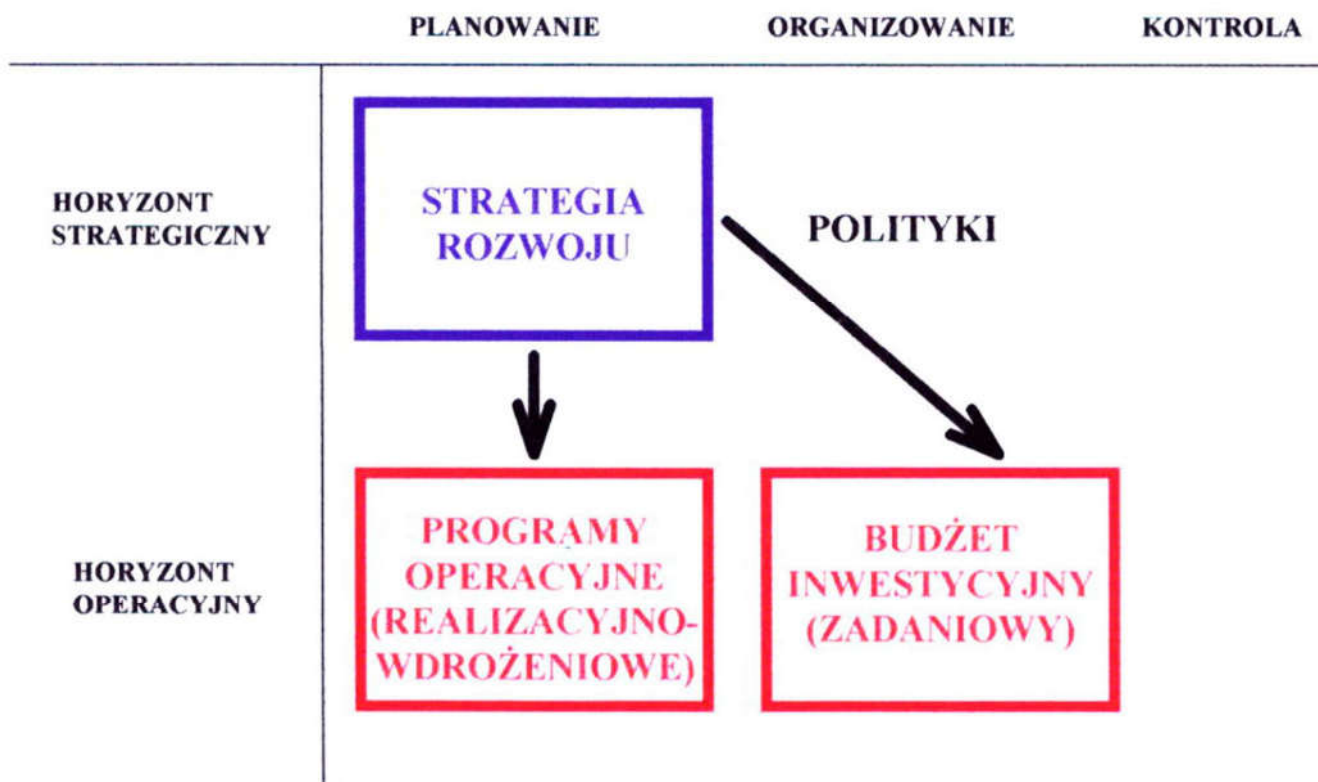 PLANOWANIE
ORGANIZOWANIE
KONTROLA
HORYZONT
STRATEGICZNY
STRATEGIA
ROZWOJU
POLITYKI
HORYZONT
OPERACYJNY
PROGRAMY
OPERACYJNE
(REALIZACYJNO-
WDROŻENIOWE)
BUDŻET
INWESTYCYJNY
(ZADANIOWY)